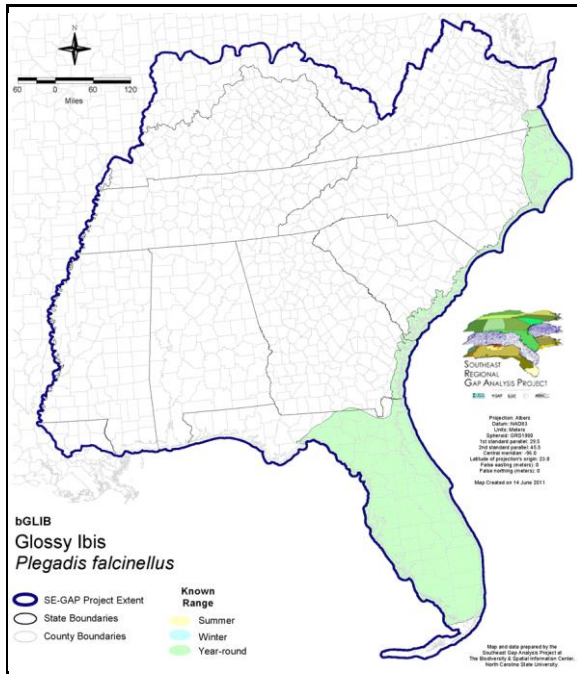 N
60 0 60 120
Miles
SOUTHEAST
REGIONAL
GAP ANALYSIS PROJECT
Projection: Albers
Datum: NAD83
Units: Meters
Spheroid: GRS1980
1st standard parallel: 29.5
2nd standard parallel: 45.5
Central meridian: -96.0
Latitude of projection's origin: 23.0
False easting (meters): 0
False northing (meters): 0
Map Created on 14 June 2011
bGLIB
Glossy Ibis
Plegadis falcinellus
SE-GAP Project Extent
State Boundaries
County Boundaries
Known
Range
Summer
Winter
Year-round
Map and data prepared by the
Southeast Gap Analysis Project at
The Biodiversity & Spatial Information Center,
North Carolina State University.